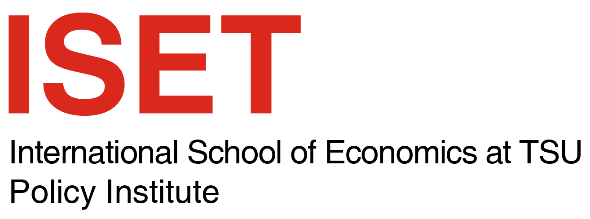 ISET
International School of Economics at TSU
Policy Institute